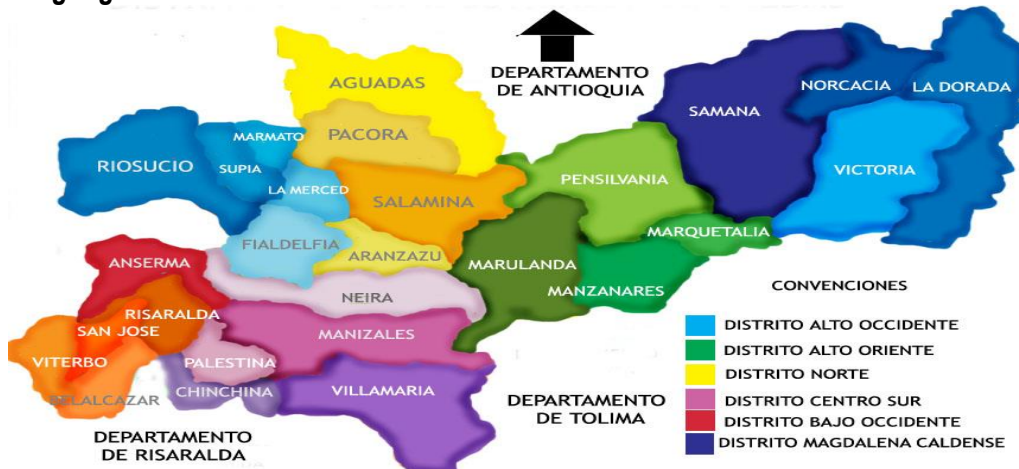 AGUADAS
DEPARTAMENTO
DE ANTIOQUIA
NORCACIA
LA DORADA
SAMANA
MARMATO
PACORA
RIOSUCIO
SUPIA
VICTORIA
PENSILVANIA
LA MERCED
SALAMINA
MARQUETALIA
FIALDELFIA
ARANZAZU
ANSERMA
MARULANDA
MANZANARES
CONVENCIONES
NEIRA
RISARALDA
SAN JOSE
MANIZALES
VITERBO
PALESTINA
CHINCHINA
VILLAMARIA
BELALCAZAR
DEPARTAMENTO
DE TOLIMA
DEPARTAMENTO
DE RISARALDA
DISTRITO ALTO OCCIDENTE
DISTRITO ALTO ORIENTE
DISTRITO NORTE
DISTRITO CENTRO SUR
DISTRITO BAJO OCCIDENTE
DISTRITO MAGDALENA CALDENSE